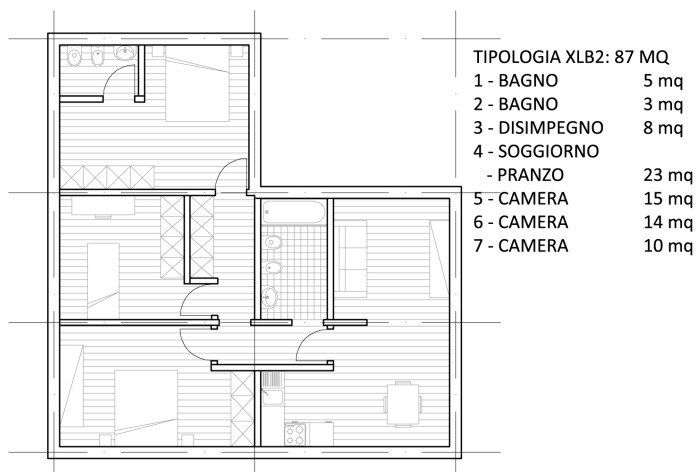 TIPOLOGIA XLB2: 87 MQ
1 - BAGNO 5 mq
2 - BAGNO 3 mq
3 - DISIMPEGNO 8 mq
4 - SOGGIORNO
- PRANZO 23 mq
5 - CAMERA 15 mq
6 - CAMERA 14 mq
7 - CAMERA 10 mq